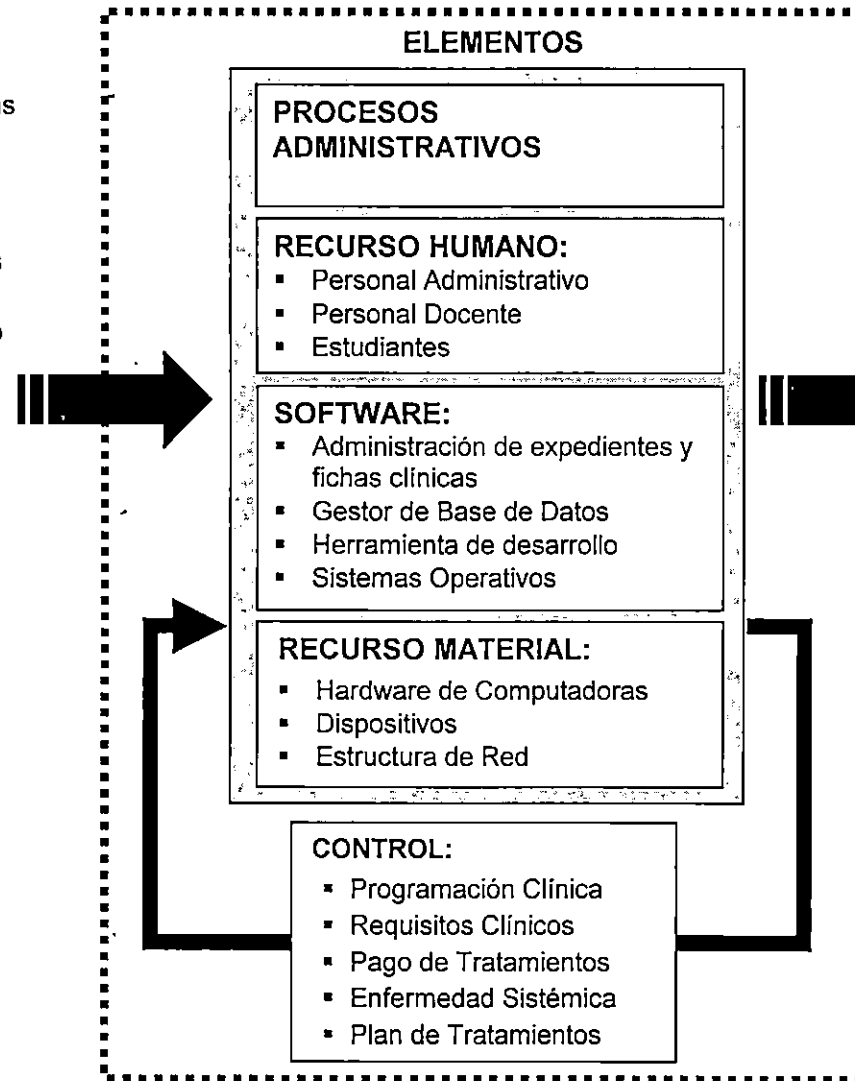 ELEMENTOS
PROCESOS
ADMINISTRATIVOS
RECURSO HUMANO:
▪ Personal Administrativo
▪ Personal Docente
▪ Estudiantes
SOFTWARE:
▪ Administración de expedientes y
fichas clínicas
▪ Gestor de Base de Datos
▪ Herramienta de desarrollo
▪ Sistemas Operativos
RECURSO MATERIAL:
▪ Hardware de Computadoras
▪ Dispositivos
▪ Estructura de Red
CONTROL:
▪ Programación Clínica
▪ Requisitos Clínicos
▪ Pago de Tratamientos
▪ Enfermedad Sistémica
▪ Plan de Tratamientos